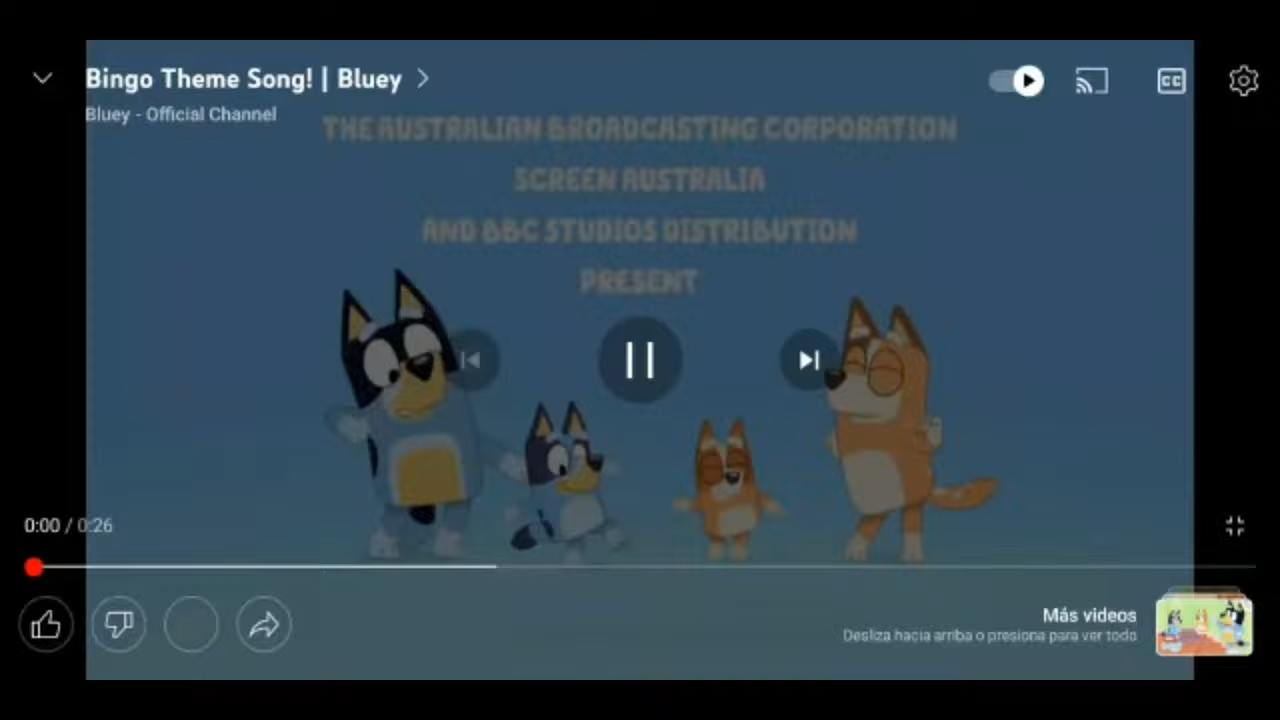 Bingo Theme Song! | Bluey
Bluey - Official Channel
CC
THE AUSTRALIAN BROADCASTING CORPORATION
SCREEN AUSTRALIA
AND BBC STUDIOS DISTRIBUTION
PRESENT
0:00 / 0:26
Más videos
Desliza hacia arriba o presiona para ver todo